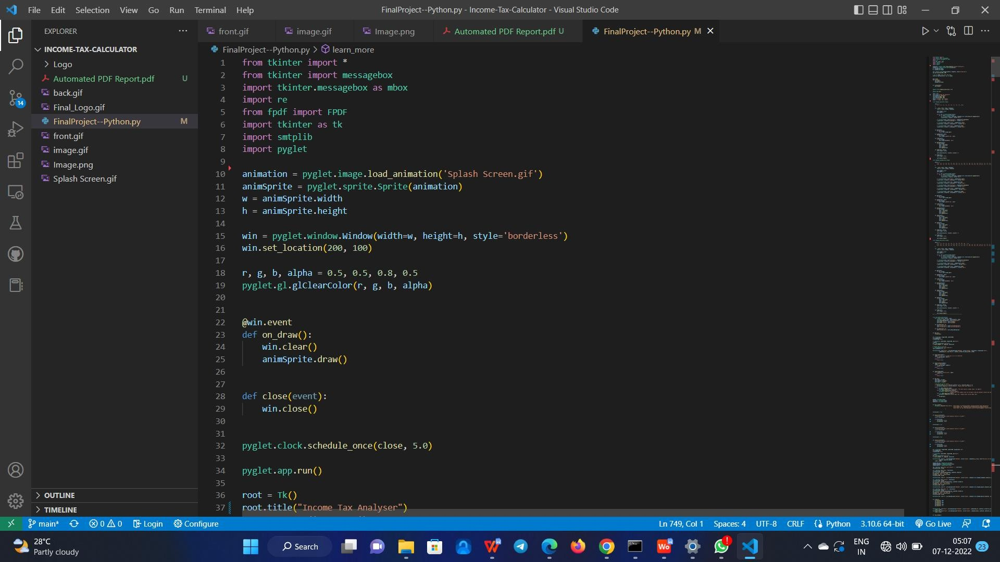 File Edit Selection View Go Run Terminal Help
FinalProject--Python.py - Income-Tax-Calculator - Visual Studio Code
EXPLORER
INCOME-TAX-CALCULATOR
Logo
Automated PDF Report.pdf U
back.gif
Final_Logo.gif
FinalProject--Python.py M
front.gif
image.gif
Image.png
Splash Screen.gif
OUTLINE
TIMELINE
14
front.gif image.gif Image.png Automated PDF Report.pdf U FinalProject--Python.py M
FinalProject--Python.py > learn_more
1 from tkinter import *
2 from tkinter import messagebox
3 import tkinter.messagebox as mbox
4 import re
5 from fpdf import FPDF
6 import tkinter as tk
7 import smtplib
8 import pyglet
9
10 animation = pyglet.image.load_animation('Splash Screen.gif')
11 animSprite = pyglet.sprite.Sprite(animation)
12 w = animSprite.width
13 h = animSprite.height
14
15 win = pyglet.window.Window(width=w, height=h, style='borderless')
16 win.set_location(200, 100)
17
18 r, g, b, alpha = 0.5, 0.5, 0.8, 0.5
19 pyglet.gl.glClearColor(r, g, b, alpha)
20
21
22 @win.event
23 def on_draw():
24     win.clear()
25     animSprite.draw()
26
27
28 def close(event):
29     win.close()
30
31
32 pyglet.clock.schedule_once(close, 5.0)
33
34 pyglet.app.run()
35
36 root = Tk()
37 root.title("Income Tax Analyser")
main* 0 0 Login Configure Ln 749, Col 1 Spaces: 4 UTF-8 CRLF {} Python 3.10.6 64-bit Go Live
28°C
Partly cloudy
Search
Wo
ENG
IN
05:07
07-12-2022
23